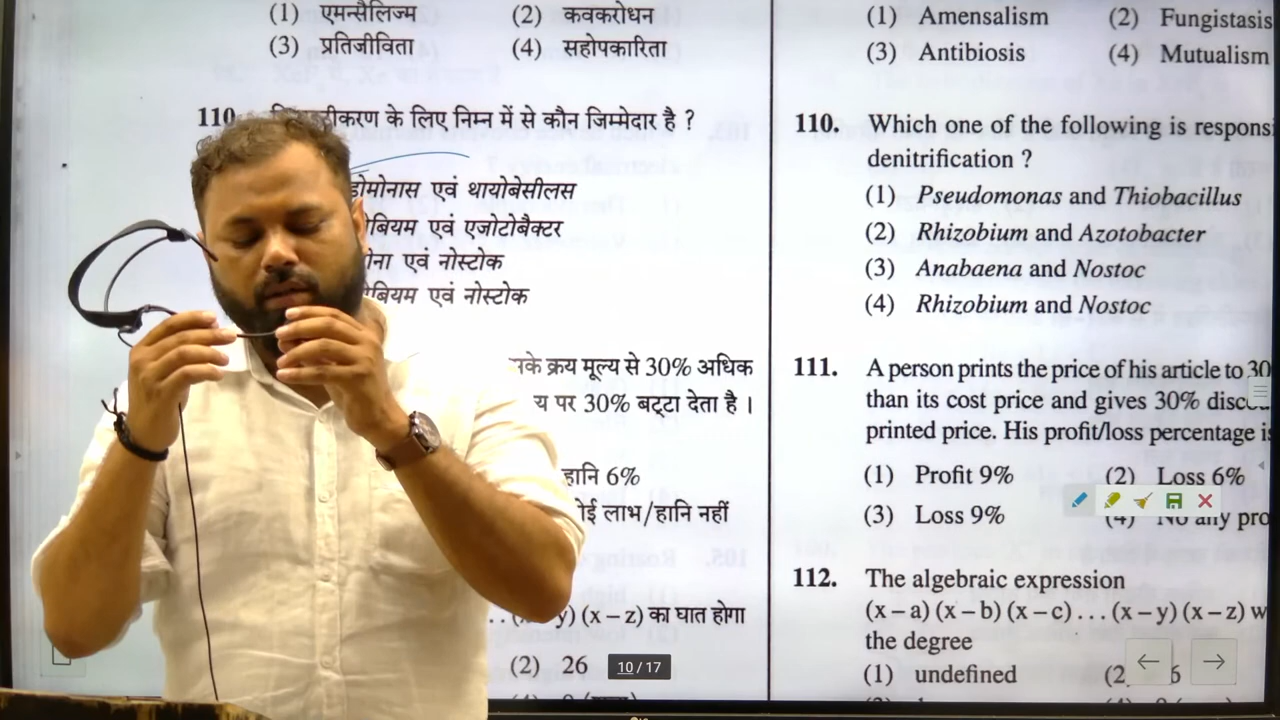 (1) एमन्सैलिज्म (2) कवकरोधन
(3) प्रतिजीविता (4) सहोपकारिता
110. के लिए निम्न में से कौन जिम्मेदार है ?
एवं थायोबेसीलस
एवं एजोटोबैक्टर
एवं नोस्टोक
एवं नोस्टोक
क्रय मूल्य से 30% अधिक
पर 30% बट्टा देता है ।
हानि 6%
लाभ/हानि नहीं
(x – z) का घात होगा
(2) 26
10 / 17
(1) Amensalism (2) Fungistasis
(3) Antibiosis (4) Mutualism
110. Which one of the following is
denitrification ?
(1) Pseudomonas and Thiobacillus
(2) Rhizobium and Azotobacter
(3) Anabaena and Nostoc
(4) Rhizobium and Nostoc
111. A person prints the price of his article to 30
than its cost price and gives 30%
printed price. His profit/loss percentage is
(1) Profit 9% (2) Loss 6%
(3) Loss 9% (4) No any
112. The algebraic expression
(x – a) (x – b) (x – c) . . . (x – y) (x – z)
the degree
(1) undefined